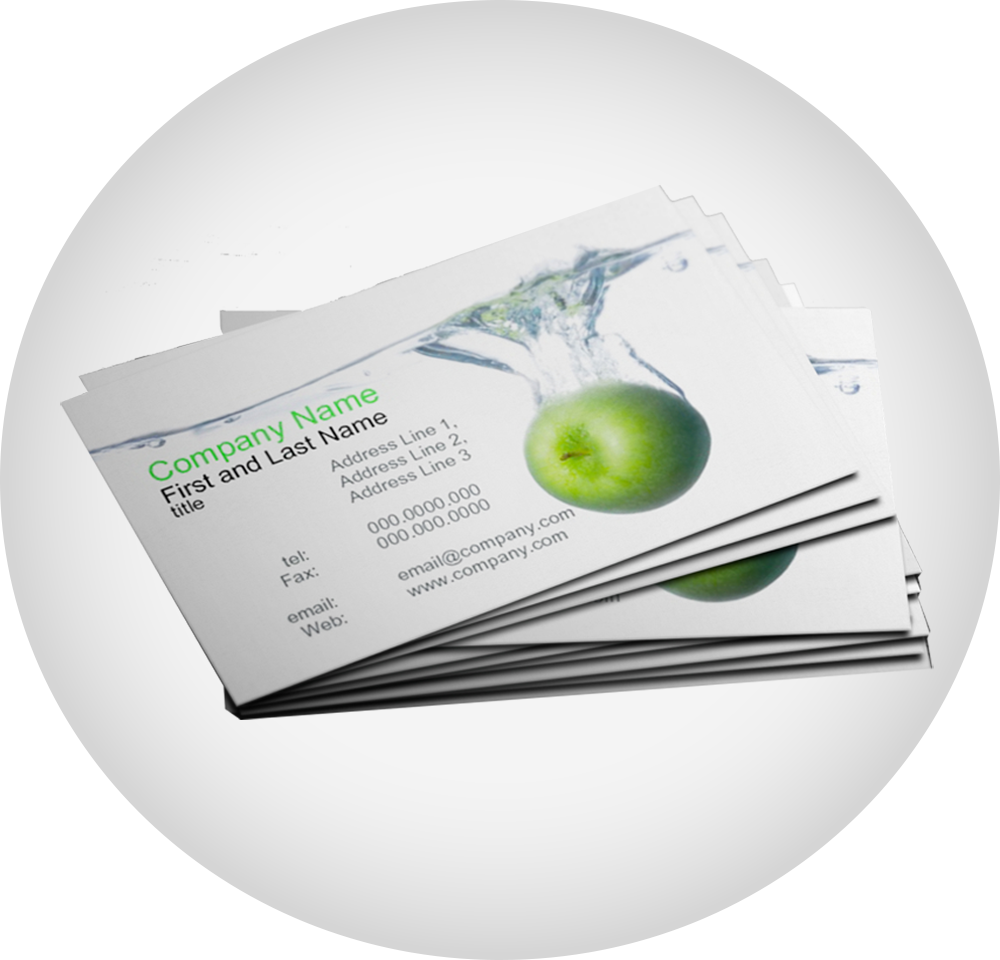 Company Name
First and Last Name
title
Address Line 1,
Address Line 2,
Address Line 3
tel: 000.0000.000
Fax: 000.000.0000
email: email@company.com
Web: www.company.com